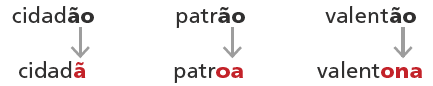 cidadão patrão valentão
cidadã patroa valentona